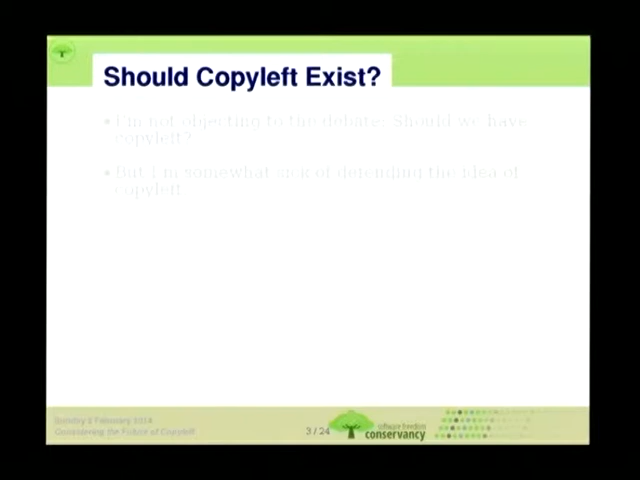 Should Copyleft Exist?
• I'm not objecting to the debate: Should we have
copyleft?
• But I'm somewhat sick of defending the idea of
copyleft
Sunday 2 February 2014
Considering the Future of Copyleft
3 / 24
software freedom
conservancy